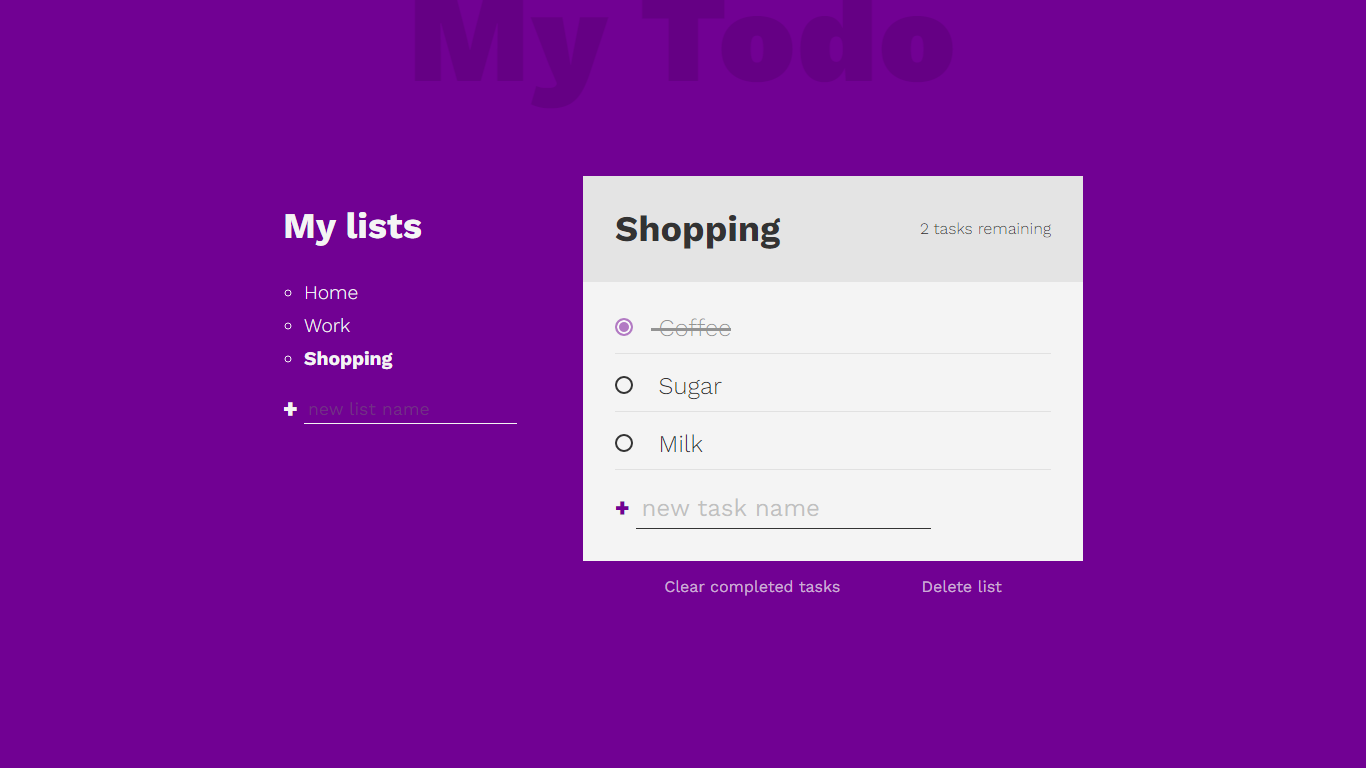 My Todo
My lists
Home
Work
Shopping
+ new list name
Shopping
2 tasks remaining
Coffee
Sugar
Milk
+ new task name
Clear completed tasks
Delete list